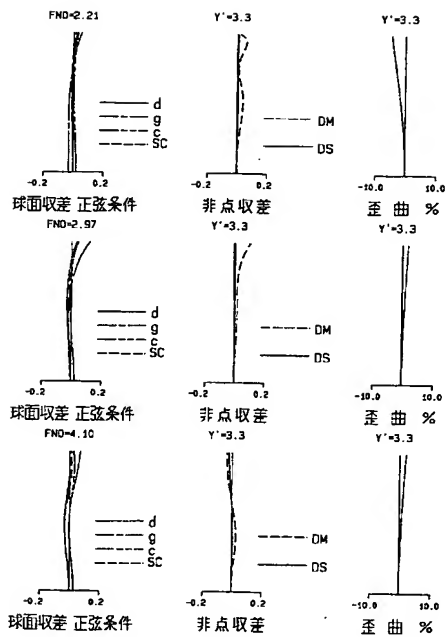 FNO=2.21 Y'=3.3 Y'=3.3
d
g
c
SC
DM
DS
-0.2 0.2 -0.2 0.2 -10.0 10.0
球面収差 正弦条件 非点収差 歪 曲 %
FNO=2.97 Y'=3.3 Y'=3.3
d
g
c
SC
DM
DS
-0.2 0.2 -0.2 0.2 -10.0 10.0
球面収差 正弦条件 非点収差 歪 曲 %
FNO=4.10 Y'=3.3 Y'=3.3
d
g
c
SC
DM
DS
-0.2 0.2 -0.2 0.2 -10.0 10.0
球面収差 正弦条件 非点収差 歪 曲 %